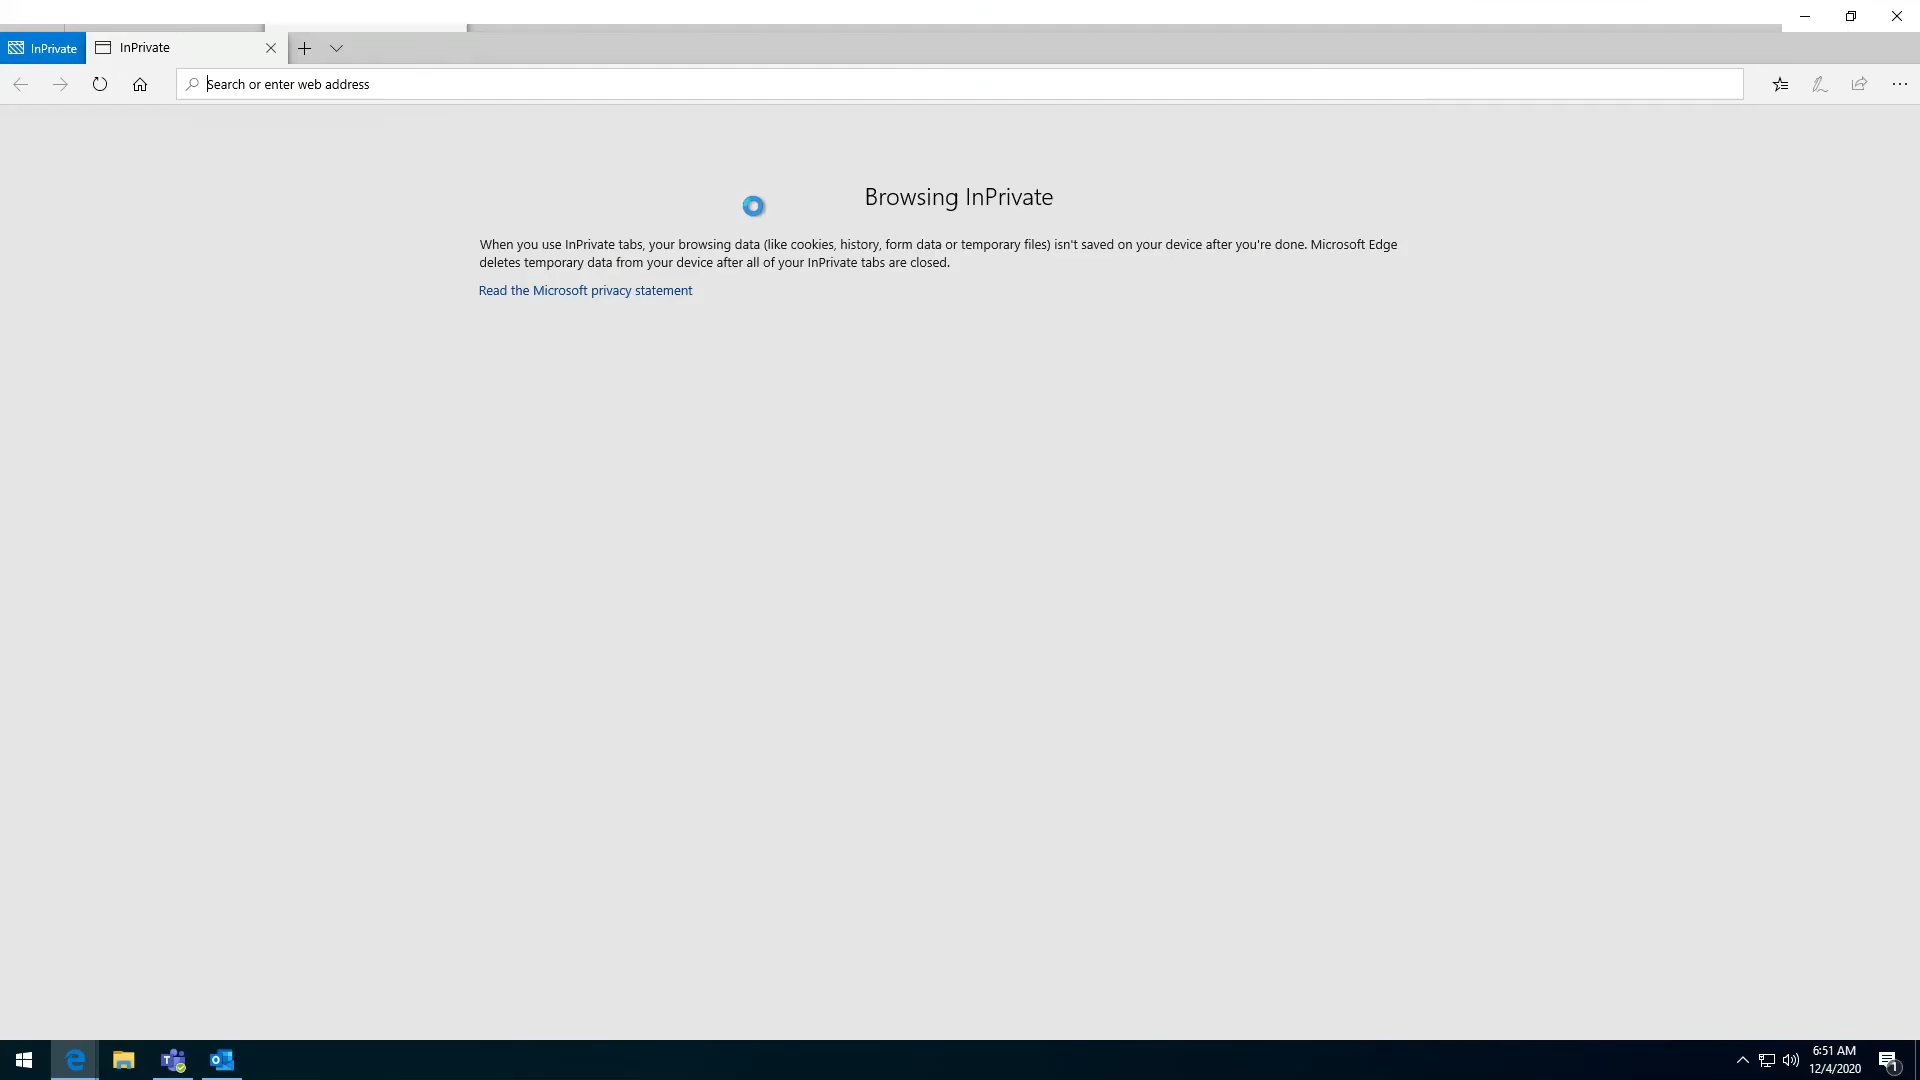 InPrivate
InPrivate
Search or enter web address
Browsing InPrivate
When you use InPrivate tabs, your browsing data (like cookies, history, form data or temporary files) isn't saved on your device after you're done. Microsoft Edge
deletes temporary data from your device after all of your InPrivate tabs are closed.
Read the Microsoft privacy statement
6:51 AM
12/4/2020
1